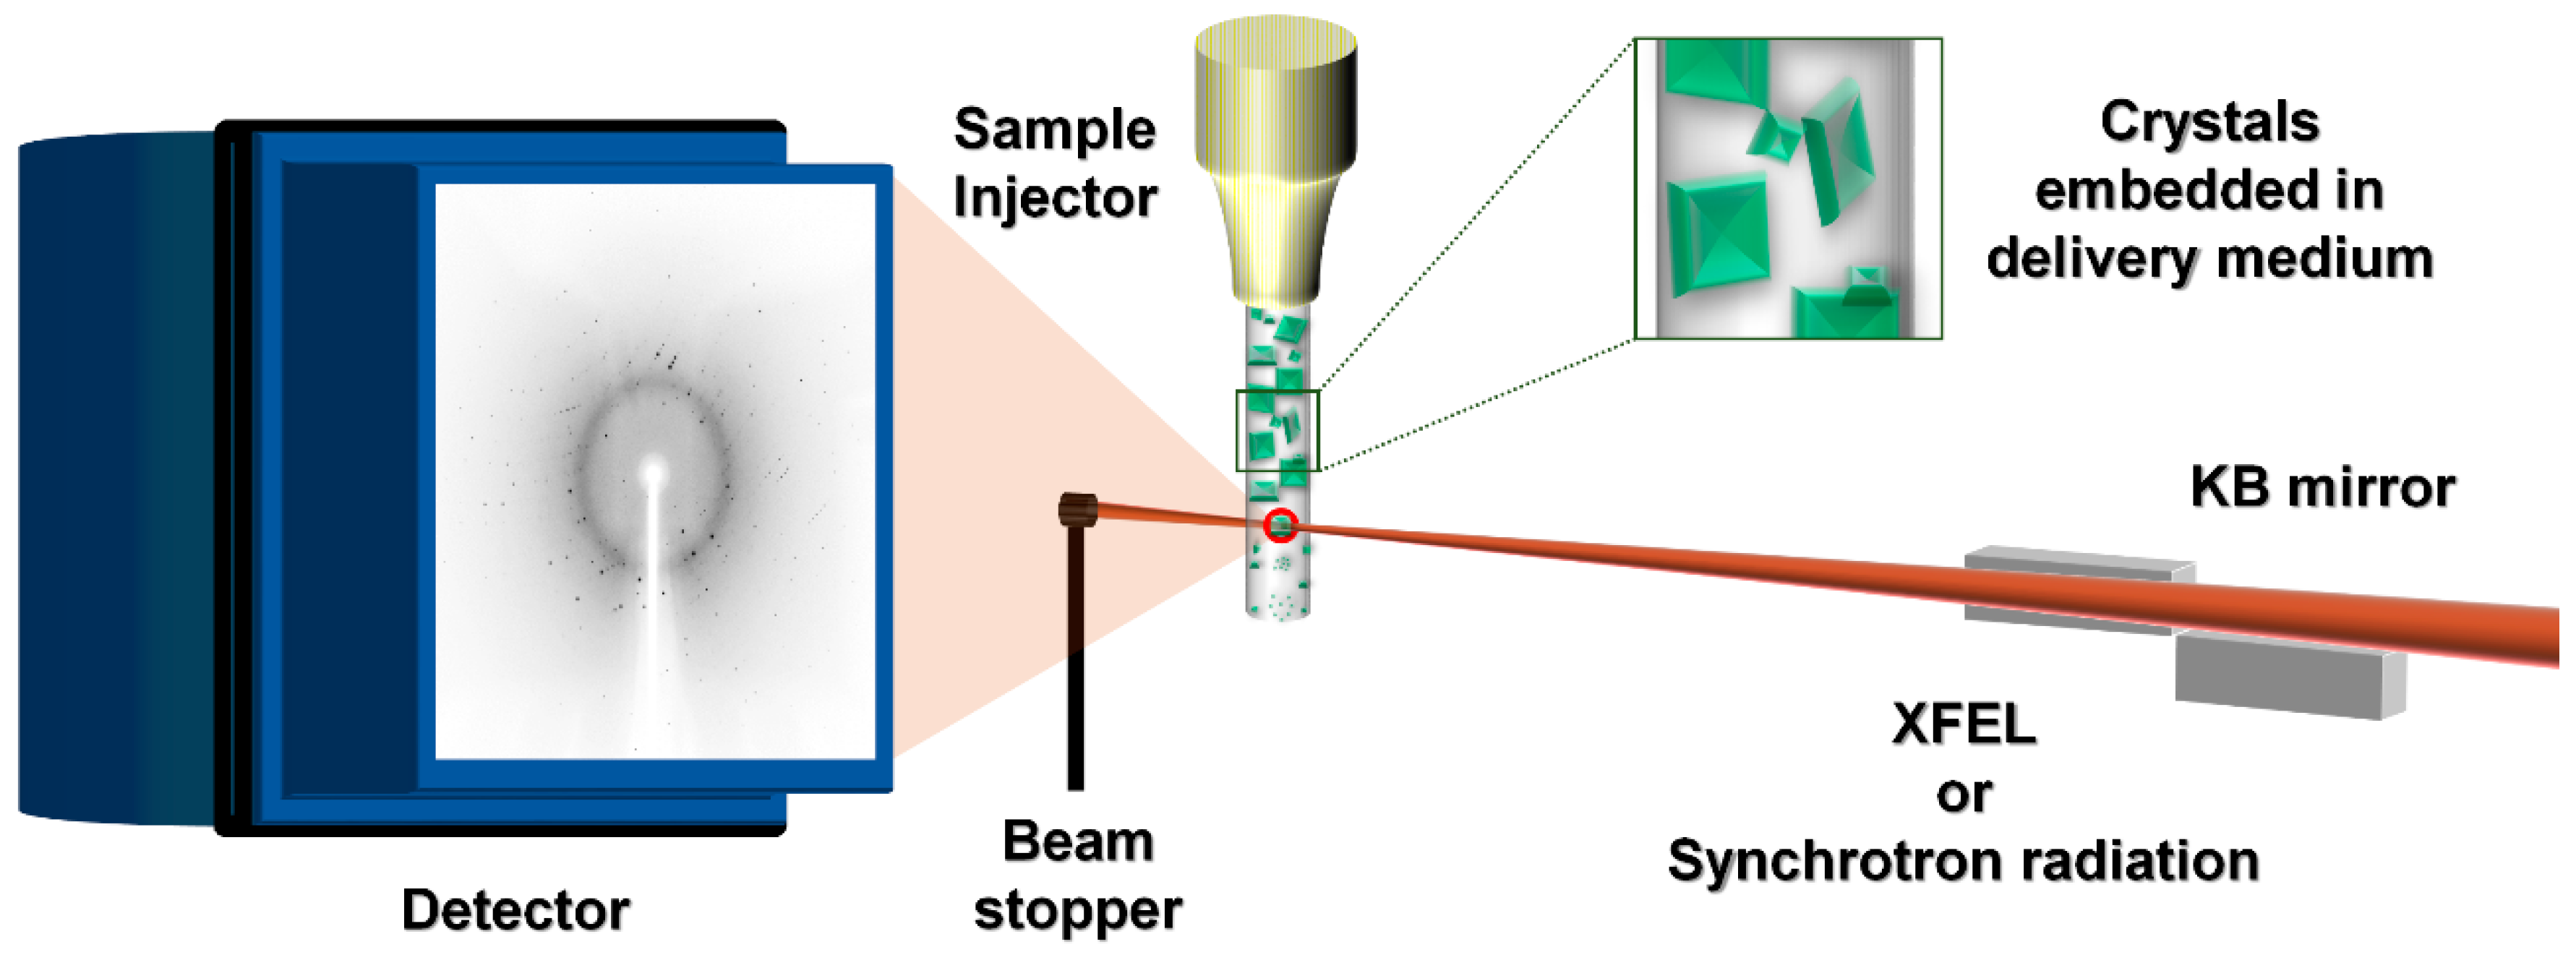 Sample
Injector
Crystals
embedded in
delivery medium
KB mirror
XFEL
or
Synchrotron radiation
Beam
stopper
Detector